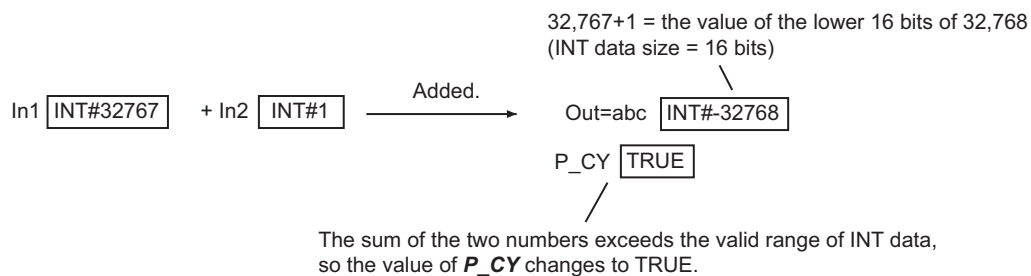 32,767+1 = the value of the lower 16 bits of 32,768
(INT data size = 16 bits)
In1 INT#32767 + In2 INT#1 Added. Out=abc INT#-32768
P_CY TRUE
The sum of the two numbers exceeds the valid range of INT data,
so the value of P_CY changes to TRUE.